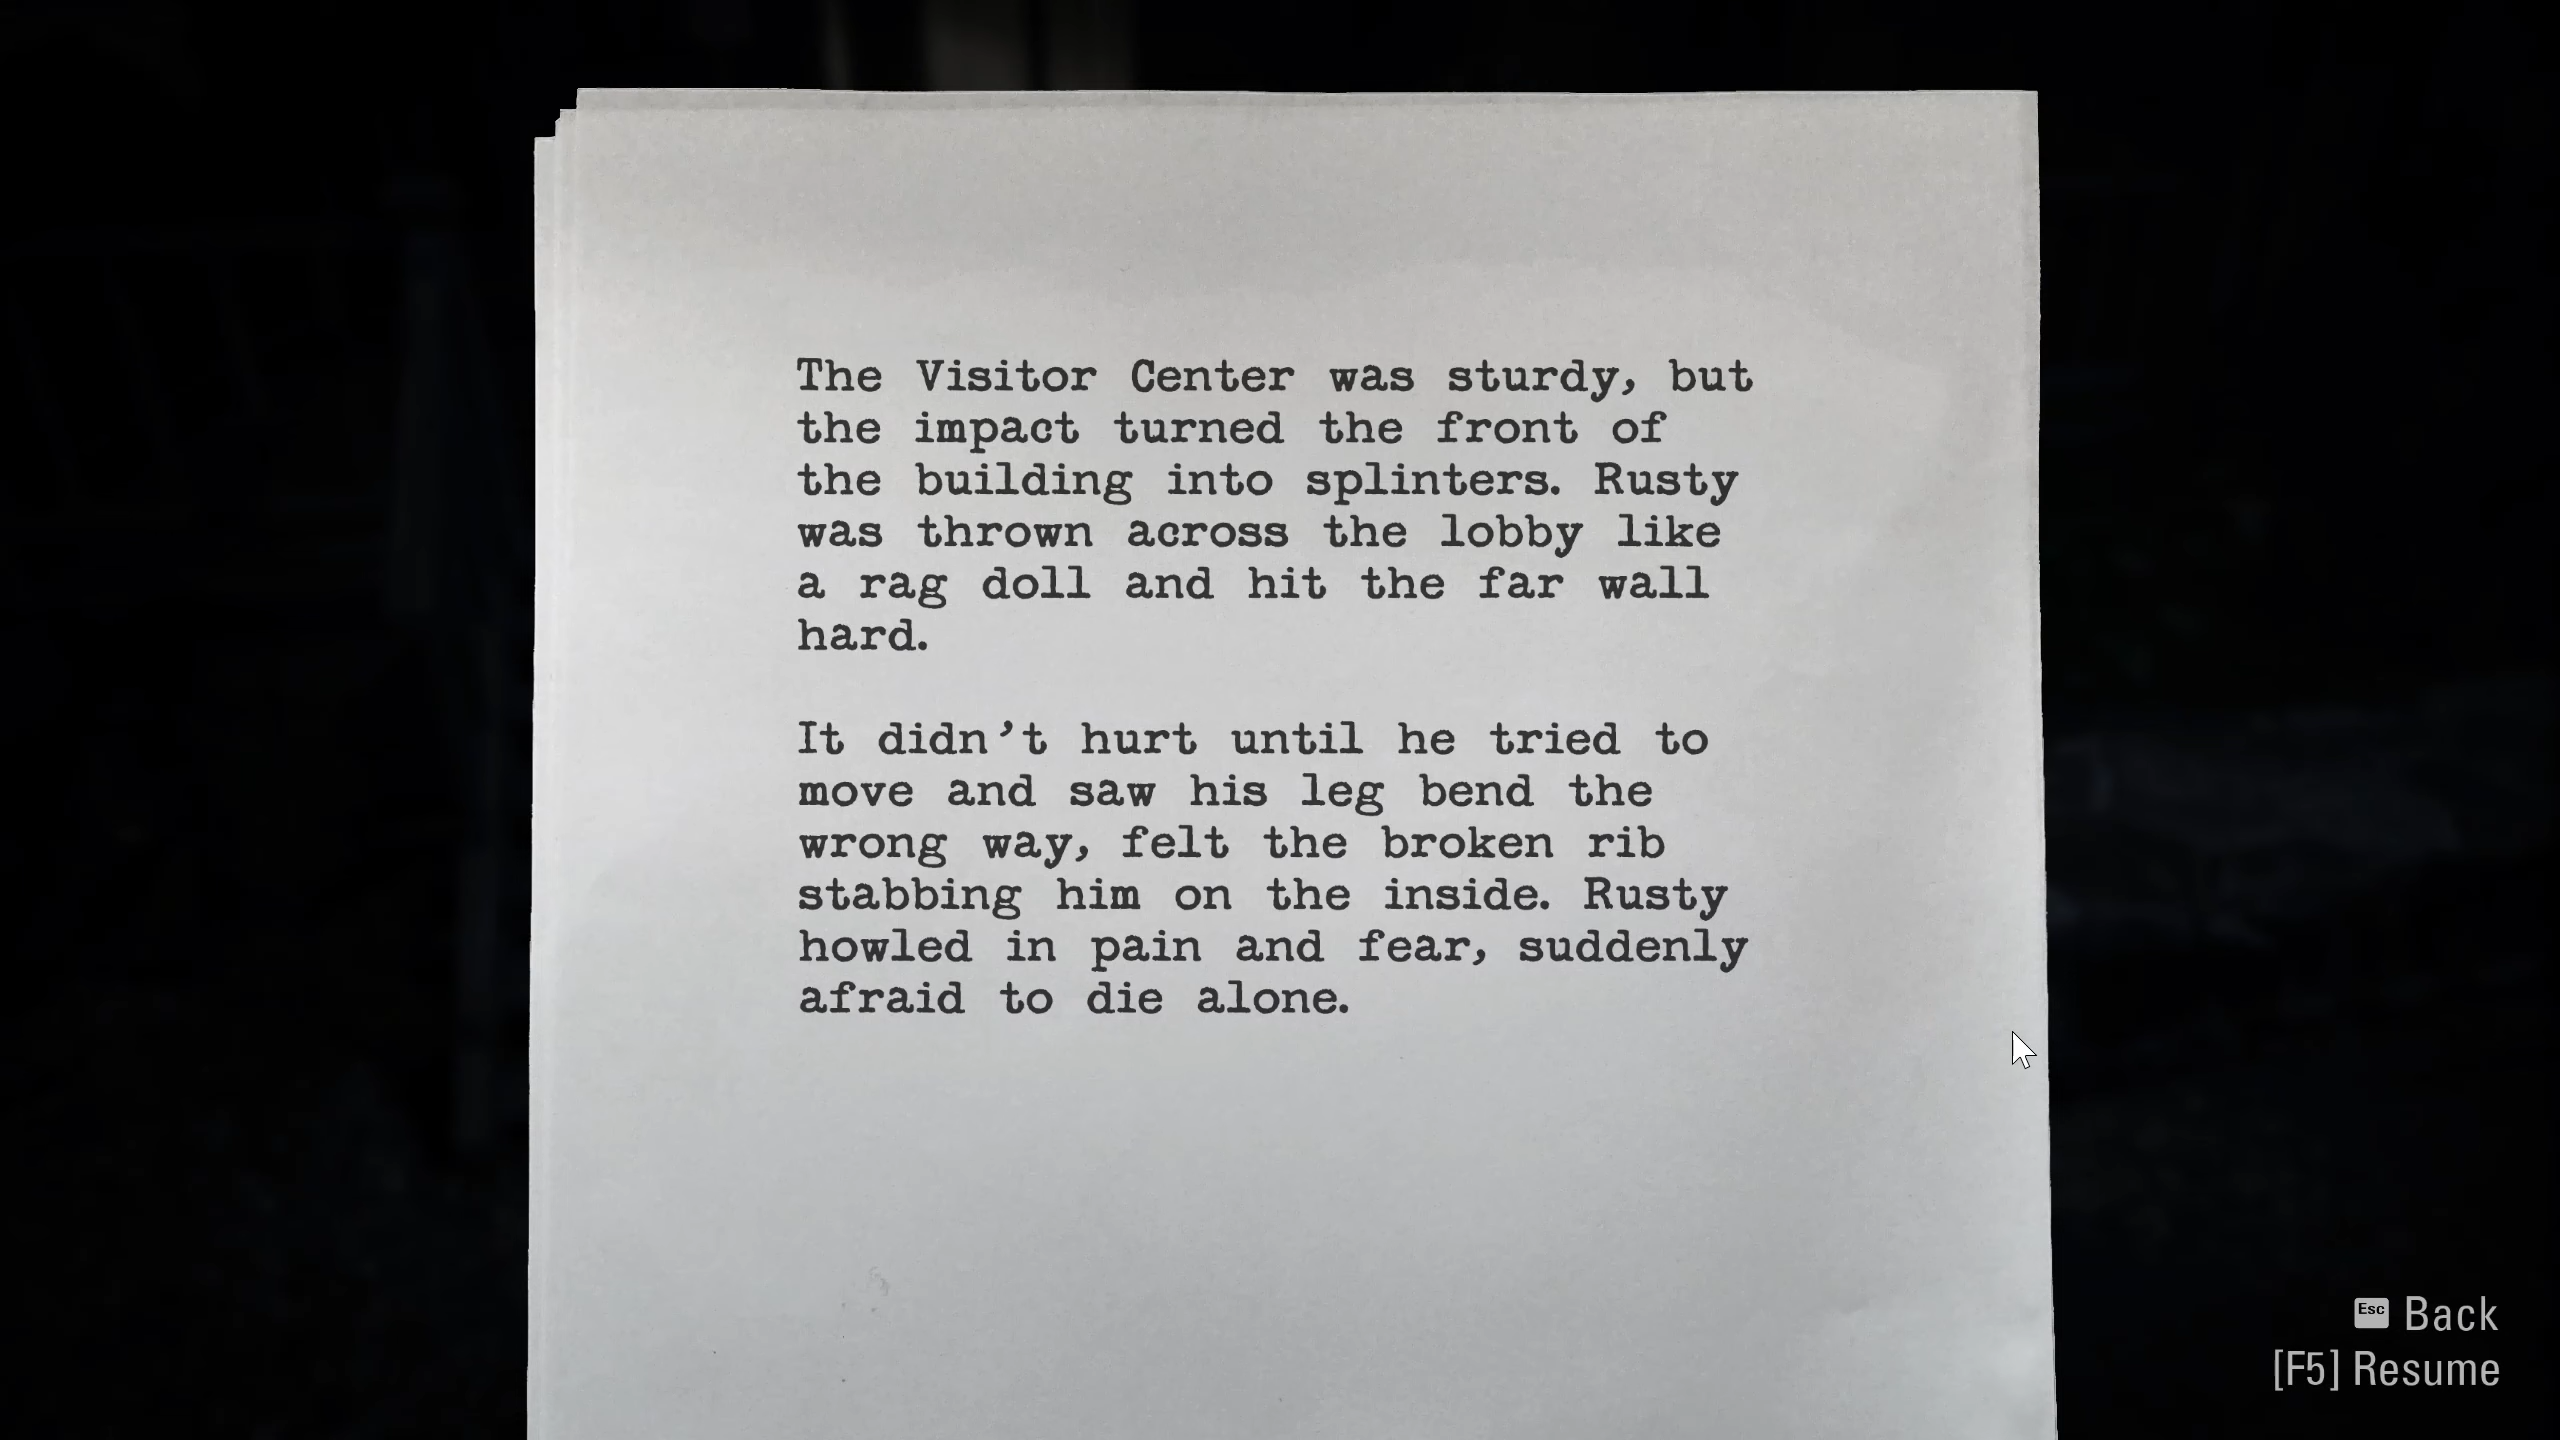 The Visitor Center was sturdy, but
the impact turned the front of
the building into splinters. Rusty
was thrown across the lobby like
a rag doll and hit the far wall
hard.
It didn't hurt until he tried to
move and saw his leg bend the
wrong way, felt the broken rib
stabbing him on the inside. Rusty
howled in pain and fear, suddenly
afraid to die alone.
Esc Back
[F5] Resume